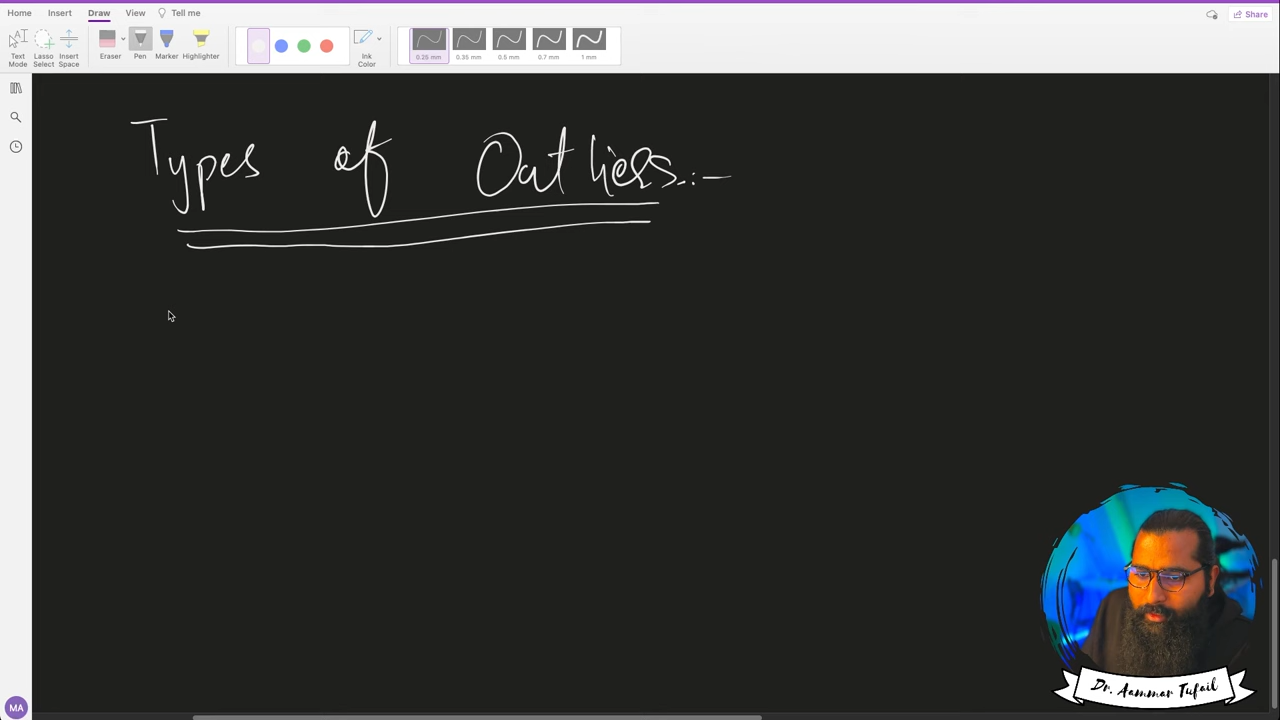 Home Insert Draw View Tell me
Share
Text Mode
Lasso Select
Insert Space
Eraser
Pen
Marker
Highlighter
Ink Color
0.25 mm
0.35 mm
0.5 mm
0.7 mm
1 mm
Types of Outliers :-
MA
Dr. Aammar Tufail